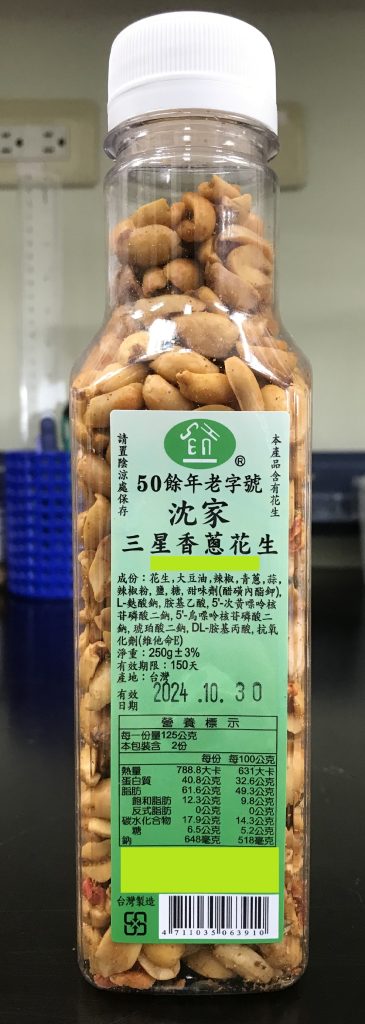 ®
請置陰涼處保存
本產品含有花生
50餘年老字號
沈家
三星香蔥花生
成份：花生,大豆油,辣椒,青蔥,蒜,
辣椒粉,鹽,糖,甜味劑(醋磺內酯鉀),
L-麩酸鈉,胺基乙酸,5'-次黃嘌呤核
苷磷酸二鈉,5'-鳥嘌呤核苷磷酸二
鈉,琥珀酸二鈉,DL-胺基丙酸,抗氧
化劑(維他命E)
淨重：250g±3%
有效期限：150天
產地：台灣
有效日期 2024.10.30
營養標示
每一份量125公克
本包裝含 2份
每份 每100公克
熱量 788.8大卡 631大卡
蛋白質 40.8公克 32.6公克
脂肪 61.6公克 49.3公克
飽和脂肪 12.3公克 9.8公克
反式脂肪 0公克 0公克
碳水化合物 17.9公克 14.3公克
糖 6.5公克 5.2公克
鈉 648毫克 518毫克
台灣製造
4 711035 063910